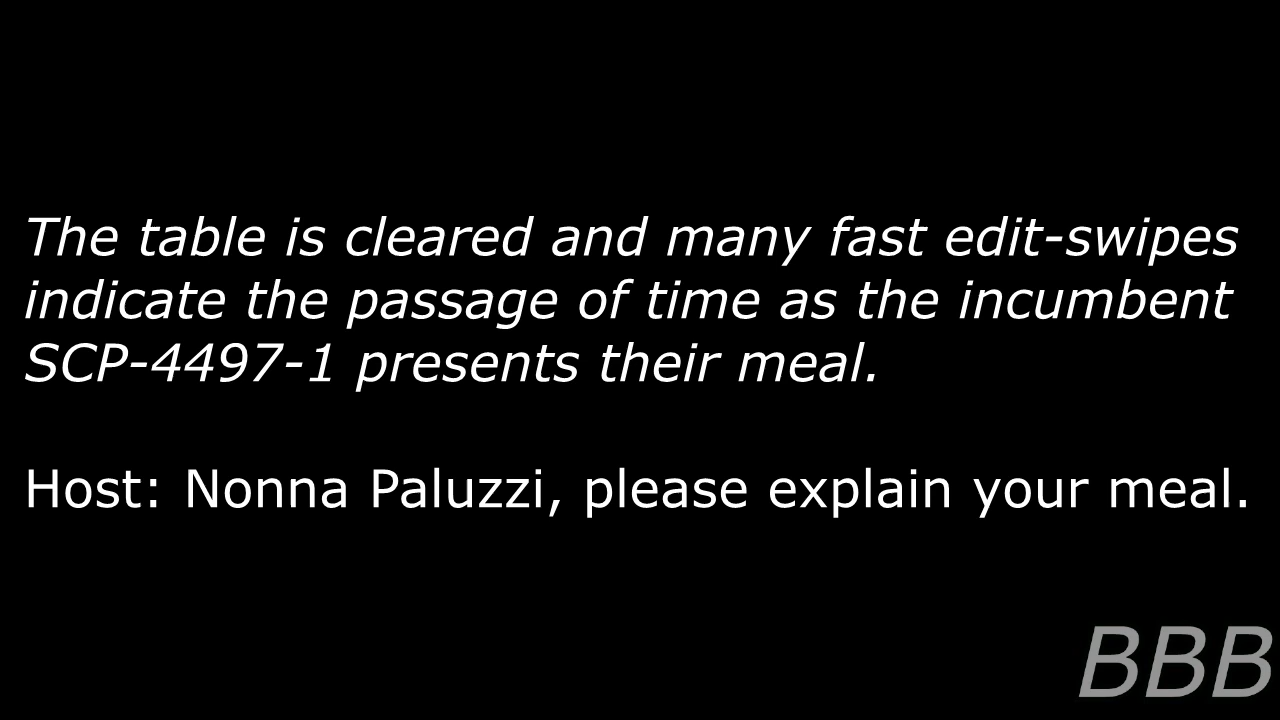 The table is cleared and many fast edit-swipes
indicate the passage of time as the incumbent
SCP-4497-1 presents their meal.
Host: Nonna Paluzzi, please explain your meal.
BBB